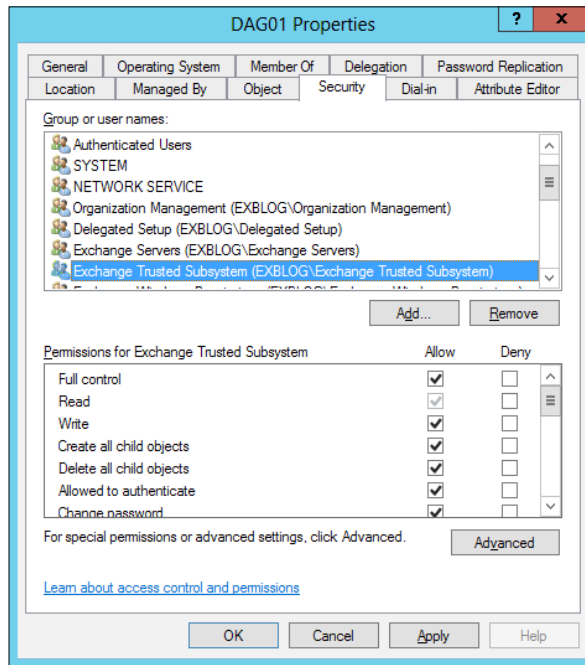 DAG01 Properties
?
General Operating System Member Of Delegation Password Replication
Location Managed By Object Security Dial-in Attribute Editor
Group or user names:
Authenticated Users
SYSTEM
NETWORK SERVICE
Organization Management (EXBLOG\Organization Management)
Delegated Setup (EXBLOG\Delegated Setup)
Exchange Servers (EXBLOG\Exchange Servers)
Exchange Trusted Subsystem (EXBLOG\Exchange Trusted Subsystem)
Add... Remove
Permissions for Exchange Trusted Subsystem Allow Deny
Full control
Read
Write
Create all child objects
Delete all child objects
Allowed to authenticate
Change password
For special permissions or advanced settings, click Advanced.
Advanced
Learn about access control and permissions
OK Cancel Apply Help